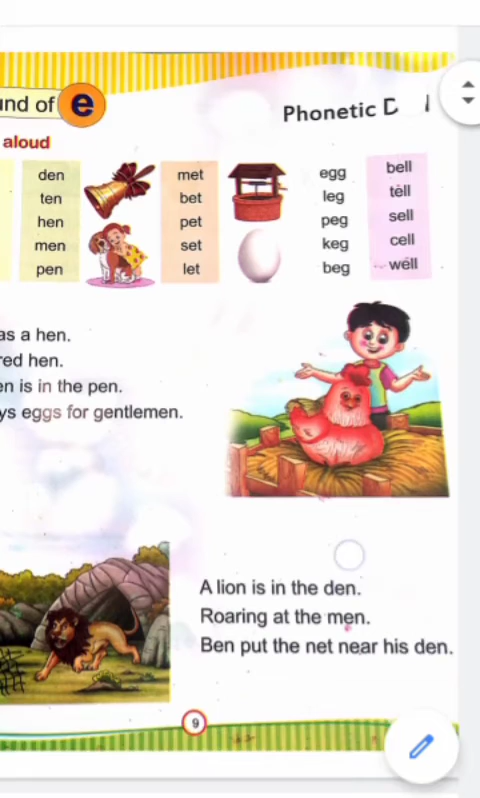 und of e
Phonetic D
aloud
den met egg bell
ten bet leg tell
hen pet peg sell
men set keg cell
pen let beg well
as a hen.
red hen.
en is in the pen.
ys eggs for gentlemen.
A lion is in the den.
Roaring at the men.
Ben put the net near his den.
9